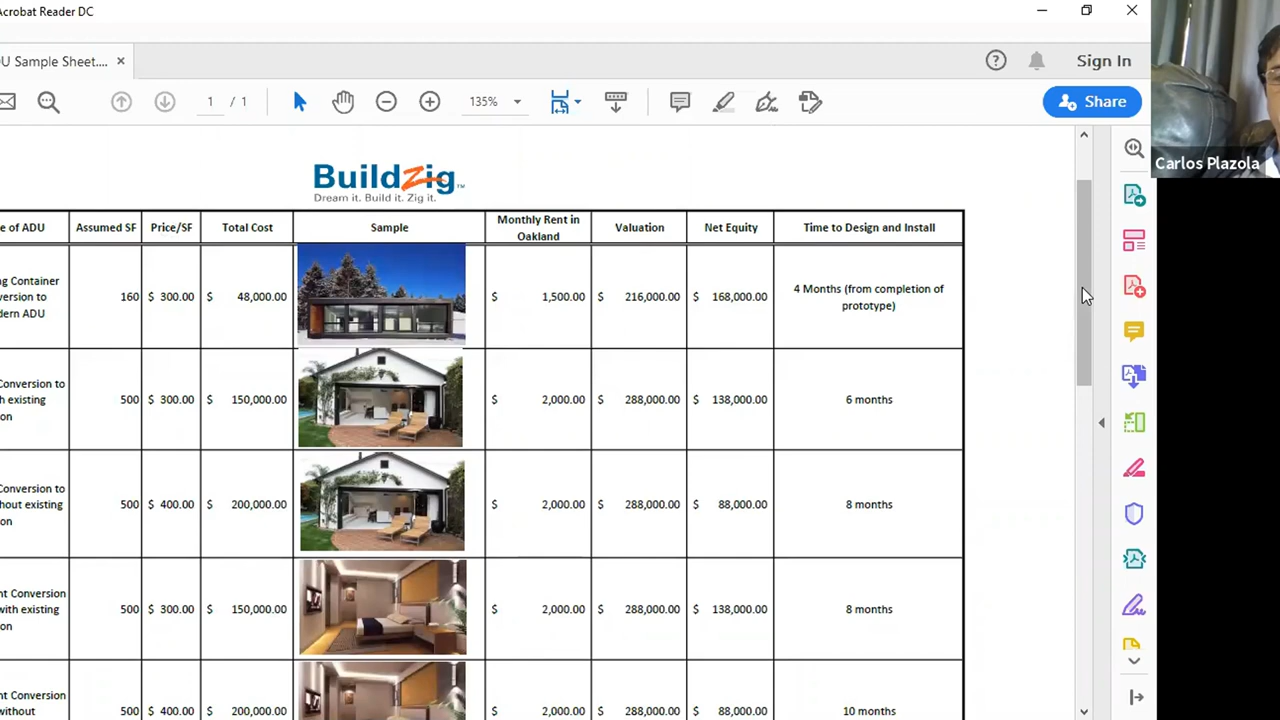 Acrobat Reader DC
DU Sample Sheet....
Sign In
1 / 1
135%
Share
Carlos Plazola
Buildzig™
Dream it. Build it. Zig it.
e of ADU Assumed SF Price/SF Total Cost Sample Monthly Rent in Oakland Valuation Net Equity Time to Design and Install
ng Container
version to
dern ADU
160 $ 300.00 $ 48,000.00 $ 1,500.00 $ 216,000.00 $ 168,000.00 4 Months (from completion of
prototype)
Conversion to
h existing
on
500 $ 300.00 $ 150,000.00 $ 2,000.00 $ 288,000.00 $ 138,000.00 6 months
Conversion to
hout existing
on
500 $ 400.00 $ 200,000.00 $ 2,000.00 $ 288,000.00 $ 88,000.00 8 months
nt Conversion
with existing
on
500 $ 300.00 $ 150,000.00 $ 2,000.00 $ 288,000.00 $ 138,000.00 8 months
nt Conversion
without
500 $ 400.00 $ 200,000.00 $ 2,000.00 $ 288,000.00 $ 88,000.00 10 months